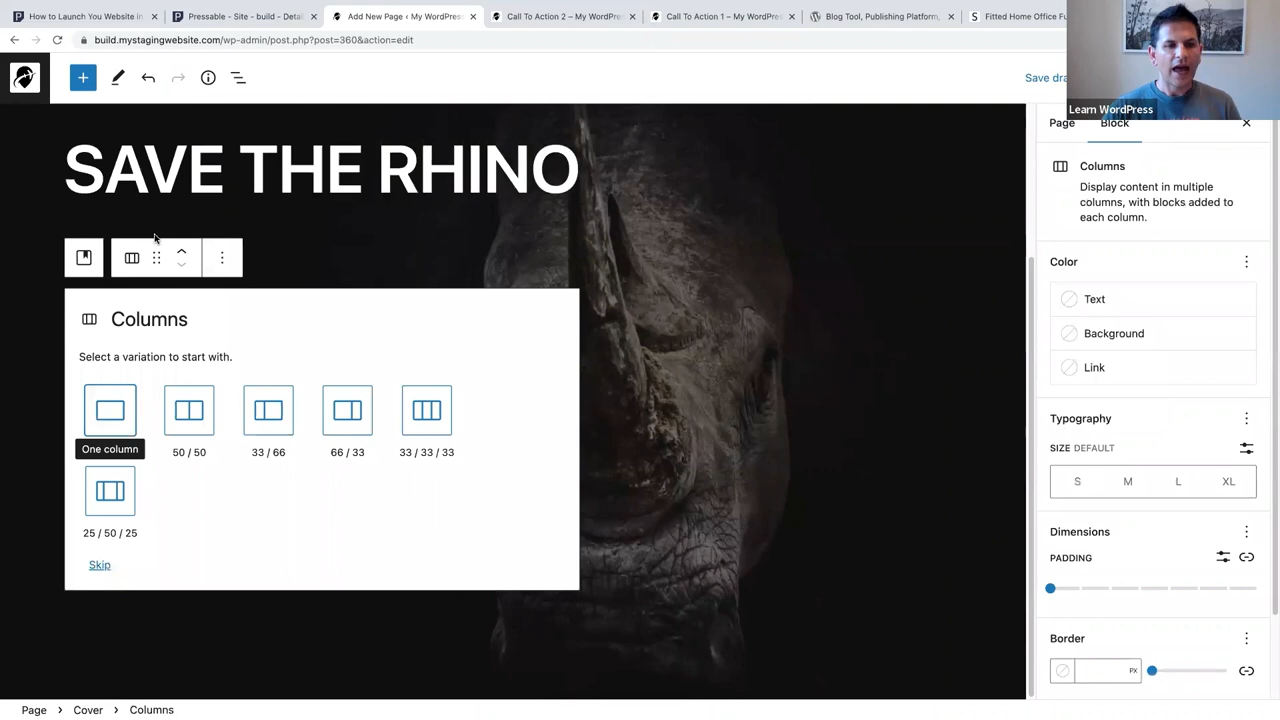 How to Launch You Website In
Pressable - Site - build - Detail
Add New Page ‹ My WordPress
Call To Action 2 – My WordPres
Call To Action 1 – My WordPres
Blog Tool, Publishing Platform,
Fitted Home Office Fu
build.mystagingwebsite.com/wp-admin/post.php?post=360&action=edit
Save dra
Learn WordPress
Page
Block
SAVE THE RHINO
Columns
Display content in multiple
columns, with blocks added to
each column.
Columns
Select a variation to start with.
One column
50 / 50
33 / 66
66 / 33
33 / 33 / 33
25 / 50 / 25
Skip
Color
Text
Background
Link
Typography
SIZE DEFAULT
S
M
L
XL
Dimensions
PADDING
Border
PX
Page > Cover > Columns